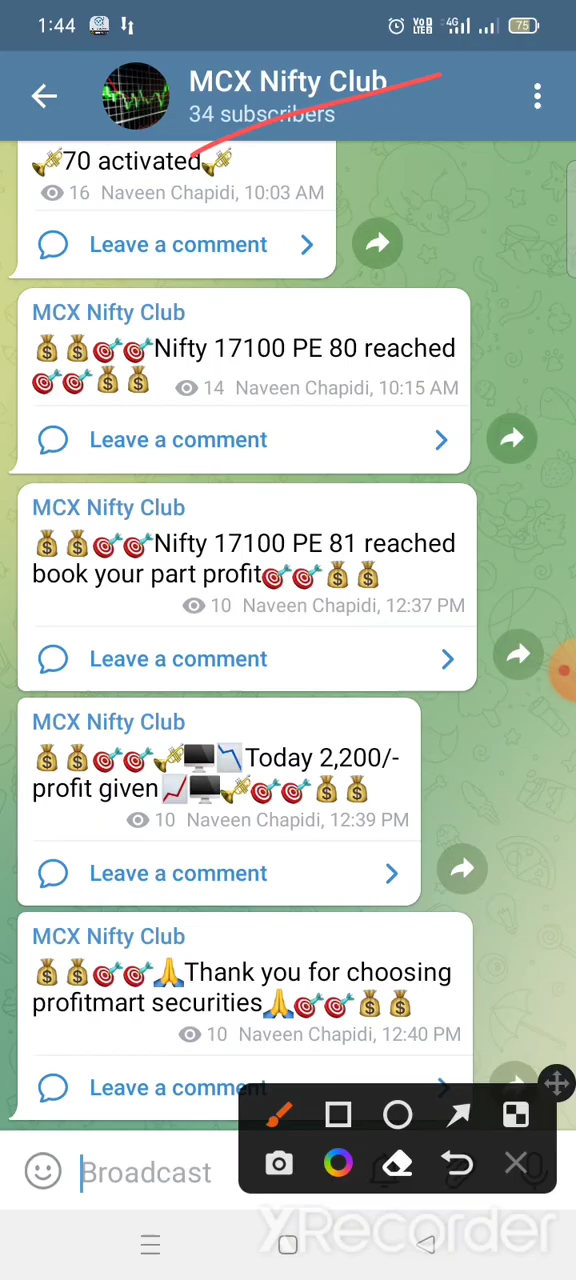 1:44
Vo LTE 4G 75
MCX Nifty Club
34 subscribers
🎺70 activated🎺
16 Naveen Chapidi, 10:03 AM
Leave a comment
MCX Nifty Club
💰💰🎯🎯Nifty 17100 PE 80 reached
🎯🎯💰💰 14 Naveen Chapidi, 10:15 AM
Leave a comment
MCX Nifty Club
💰💰🎯🎯Nifty 17100 PE 81 reached
book your part profit🎯🎯💰💰
10 Naveen Chapidi, 12:37 PM
Leave a comment
MCX Nifty Club
💰💰🎯🎯🎺🖥️📉Today 2,200/-
profit given📈🖥️🎺🎯🎯💰💰
10 Naveen Chapidi, 12:39 PM
Leave a comment
MCX Nifty Club
💰💰🎯🎯🙏Thank you for choosing
profitmart securities🙏🎯🎯💰💰
10 Naveen Chapidi, 12:40 PM
Leave a comment
Broadcast
XRecorder